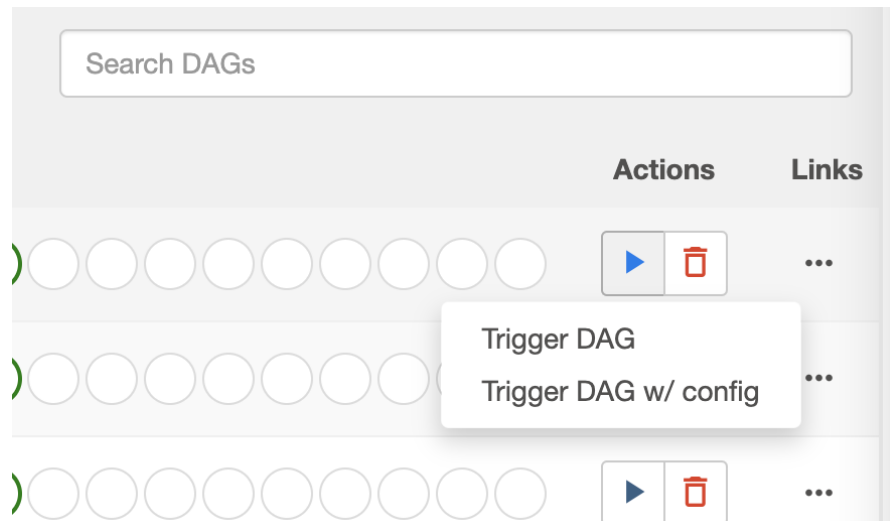 Search DAGs
Actions Links
Trigger DAG
Trigger DAG w/ config